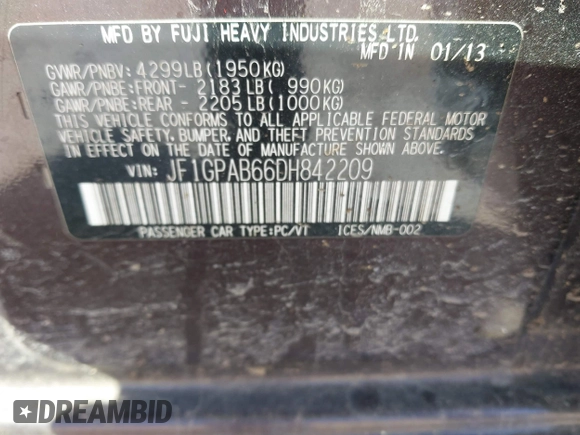 MFD BY FUJI HEAVY INDUSTRIES LTD.
MFD IN 01/13
GVWR/PNBV: 4299LB(1950KG)
GAWR/PNBE:FRONT- 2183LB( 990KG)
GAWR/PNBE:REAR - 2205LB(1000KG)
THIS VEHICLE CONFORMS TO ALL APPLICABLE FEDERAL MOTOR
VEHICLE SAFETY, BUMPER, AND THEFT PREVENTION
STANDARDS IN EFFECT ON THE DATE OF MANUFACTURE SHOWN ABOVE.
VIN: JF1GPAB66DH842209
PASSENGER CAR TYPE:PC/VT ICES/NMB-002
DREAMBID